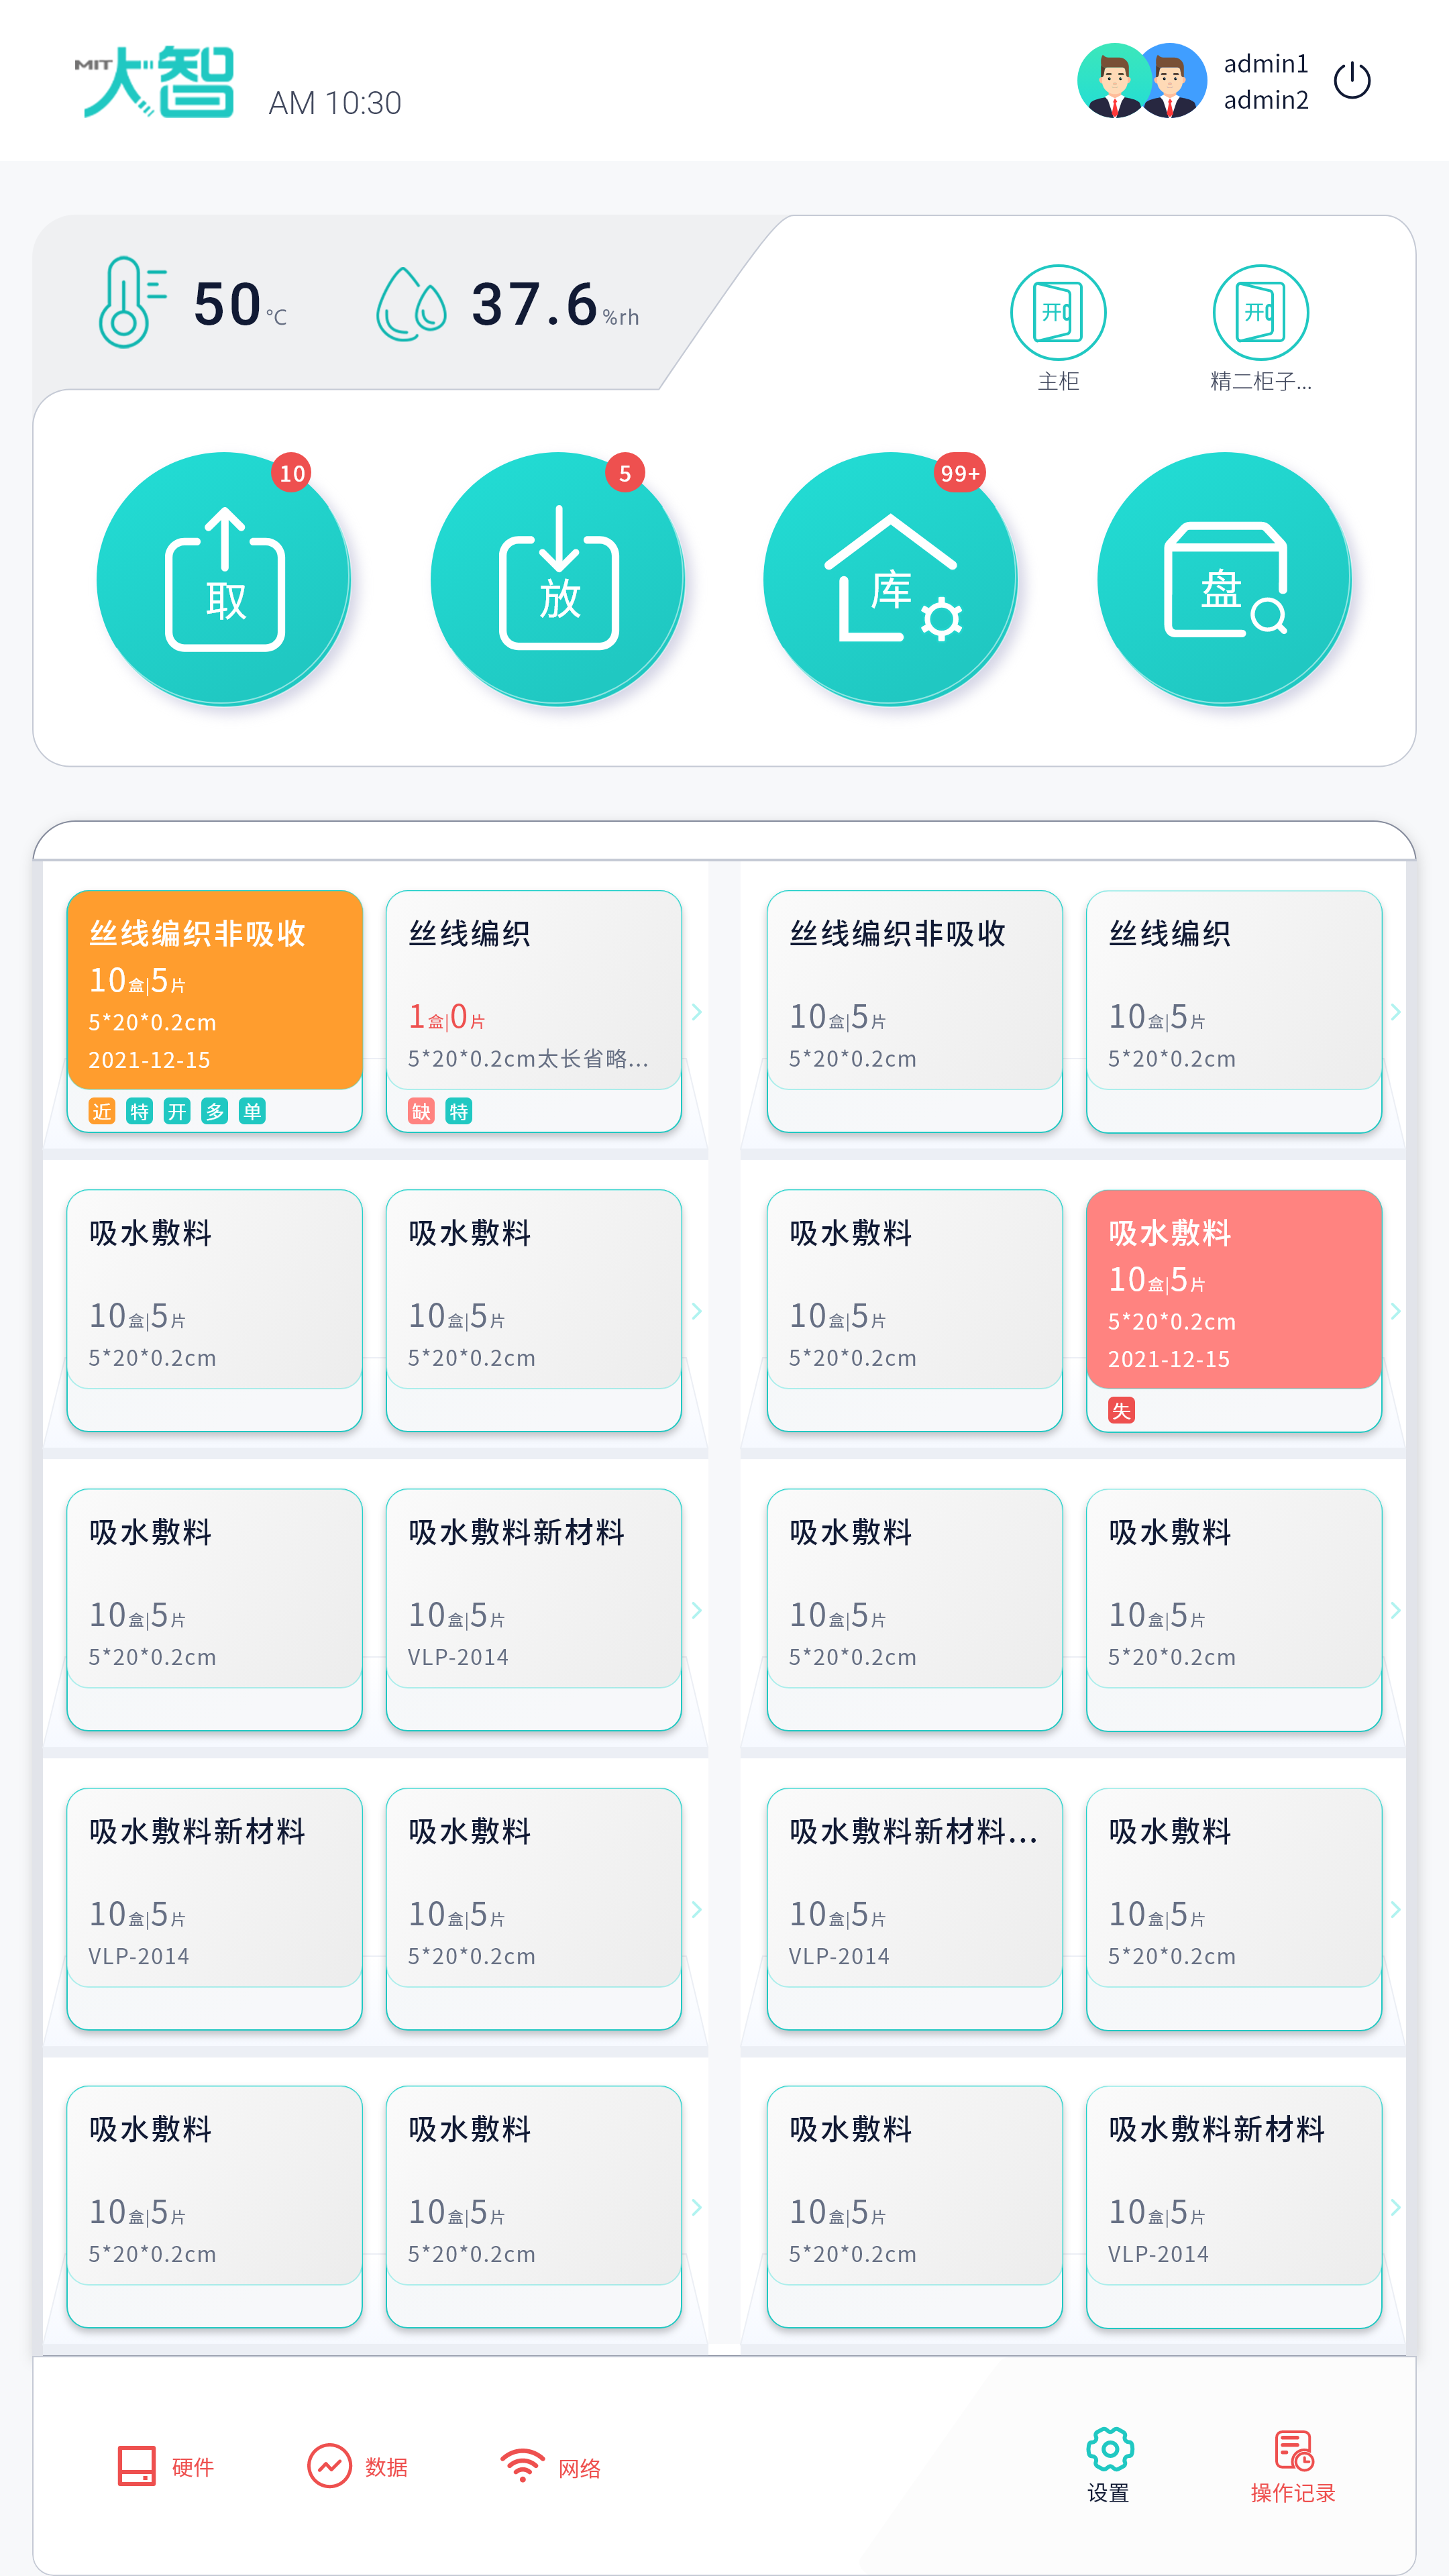 MIT大智
AM 10:30
admin1
admin2
50℃
37.6%rh
开
开
主柜
精二柜子...
10
5
99+
取
放
库
盘
丝线编织非吸收
10盒|5片
5*20*0.2cm
2021-12-15
近 特 开 多 单
丝线编织
1盒|0片
5*20*0.2cm太长省略...
缺 特
丝线编织非吸收
10盒|5片
5*20*0.2cm
丝线编织
10盒|5片
5*20*0.2cm
吸水敷料
10盒|5片
5*20*0.2cm
吸水敷料
10盒|5片
5*20*0.2cm
吸水敷料
10盒|5片
5*20*0.2cm
吸水敷料
10盒|5片
5*20*0.2cm
2021-12-15
失
吸水敷料
10盒|5片
5*20*0.2cm
吸水敷料新材料
10盒|5片
VLP-2014
吸水敷料
10盒|5片
5*20*0.2cm
吸水敷料
10盒|5片
5*20*0.2cm
吸水敷料新材料
10盒|5片
VLP-2014
吸水敷料
10盒|5片
5*20*0.2cm
吸水敷料新材料...
10盒|5片
VLP-2014
吸水敷料
10盒|5片
5*20*0.2cm
吸水敷料
10盒|5片
5*20*0.2cm
吸水敷料
10盒|5片
5*20*0.2cm
吸水敷料
10盒|5片
5*20*0.2cm
吸水敷料新材料
10盒|5片
VLP-2014
硬件
数据
网络
设置
操作记录